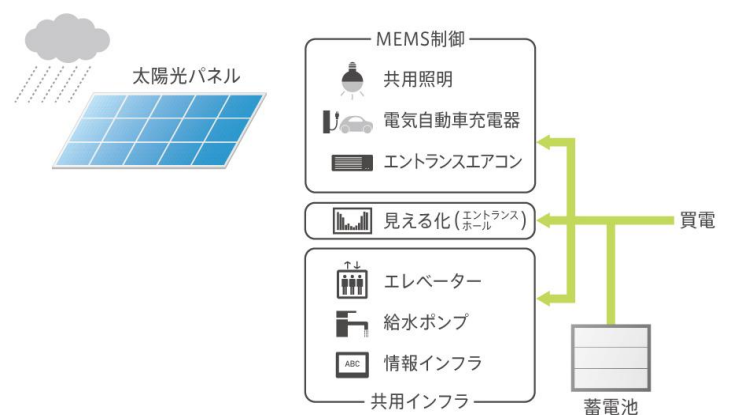 MEMS制御
太陽光パネル
共用照明
電気自動車充電器
エントランスエアコン
見える化(エントランスホール)
買電
エレベーター
給水ポンプ
ABC 情報インフラ
共用インフラ
蓄電池